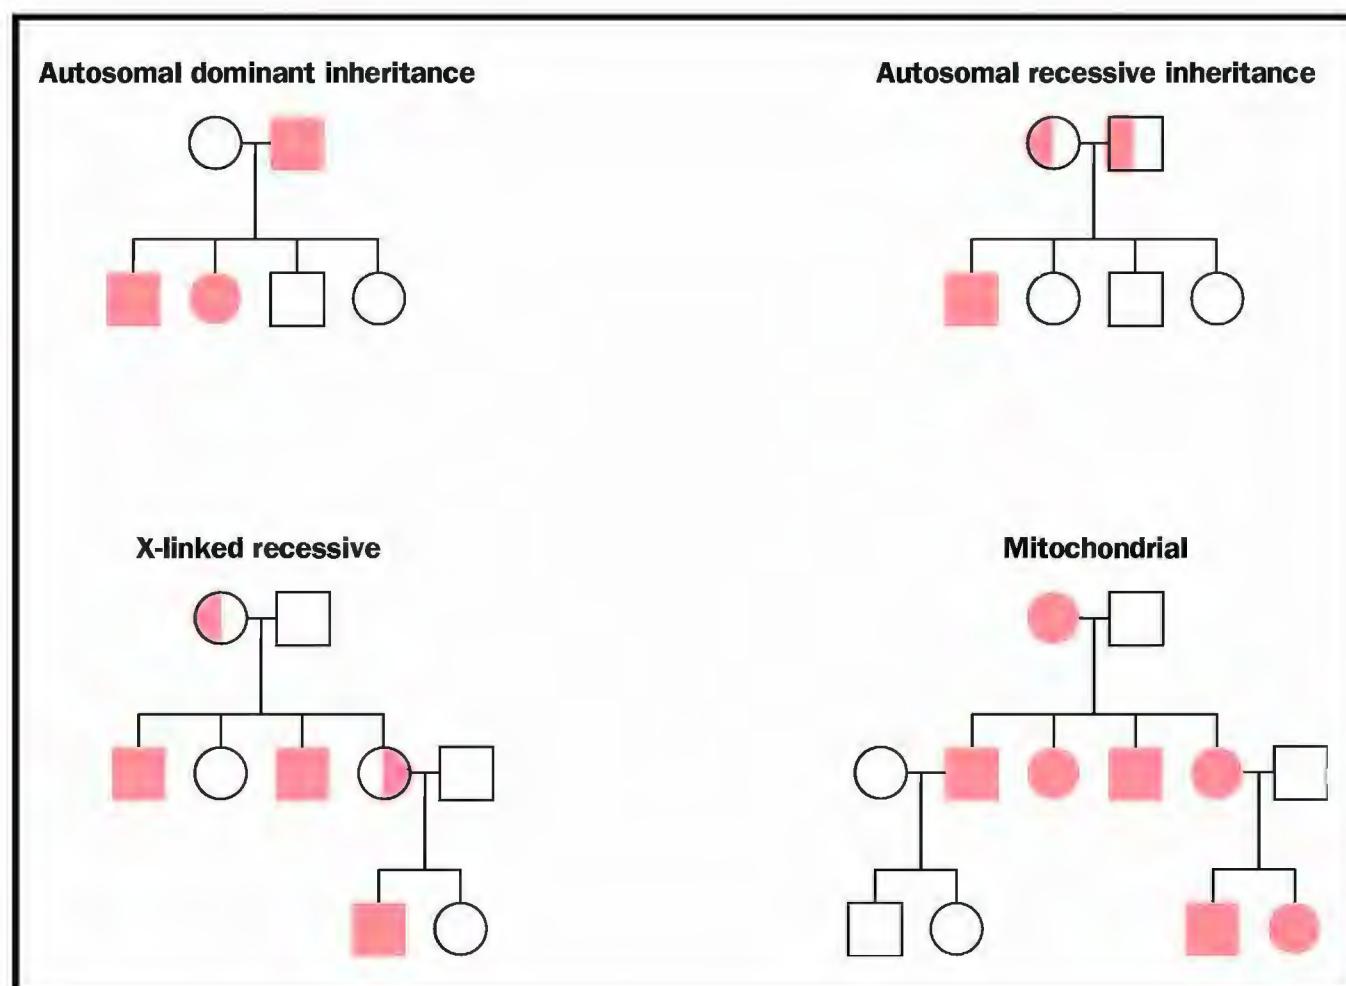 Autosomal dominant inheritance
Autosomal recessive inheritance
X-linked recessive
Mitochondrial